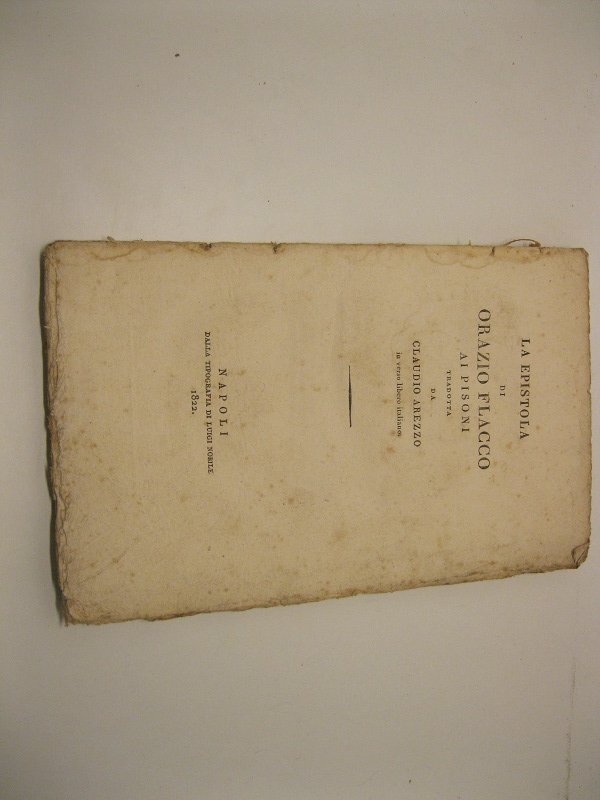 LA EPISTOLA
DI
ORAZIO FLACCO
AI PISONI
TRADOTTA
DA
CLAUDIO AREZZO
in verso libero italiano.
NAPOLI
DALLA TIPOGRAFIA DI LUIGI NOBILE
1822.